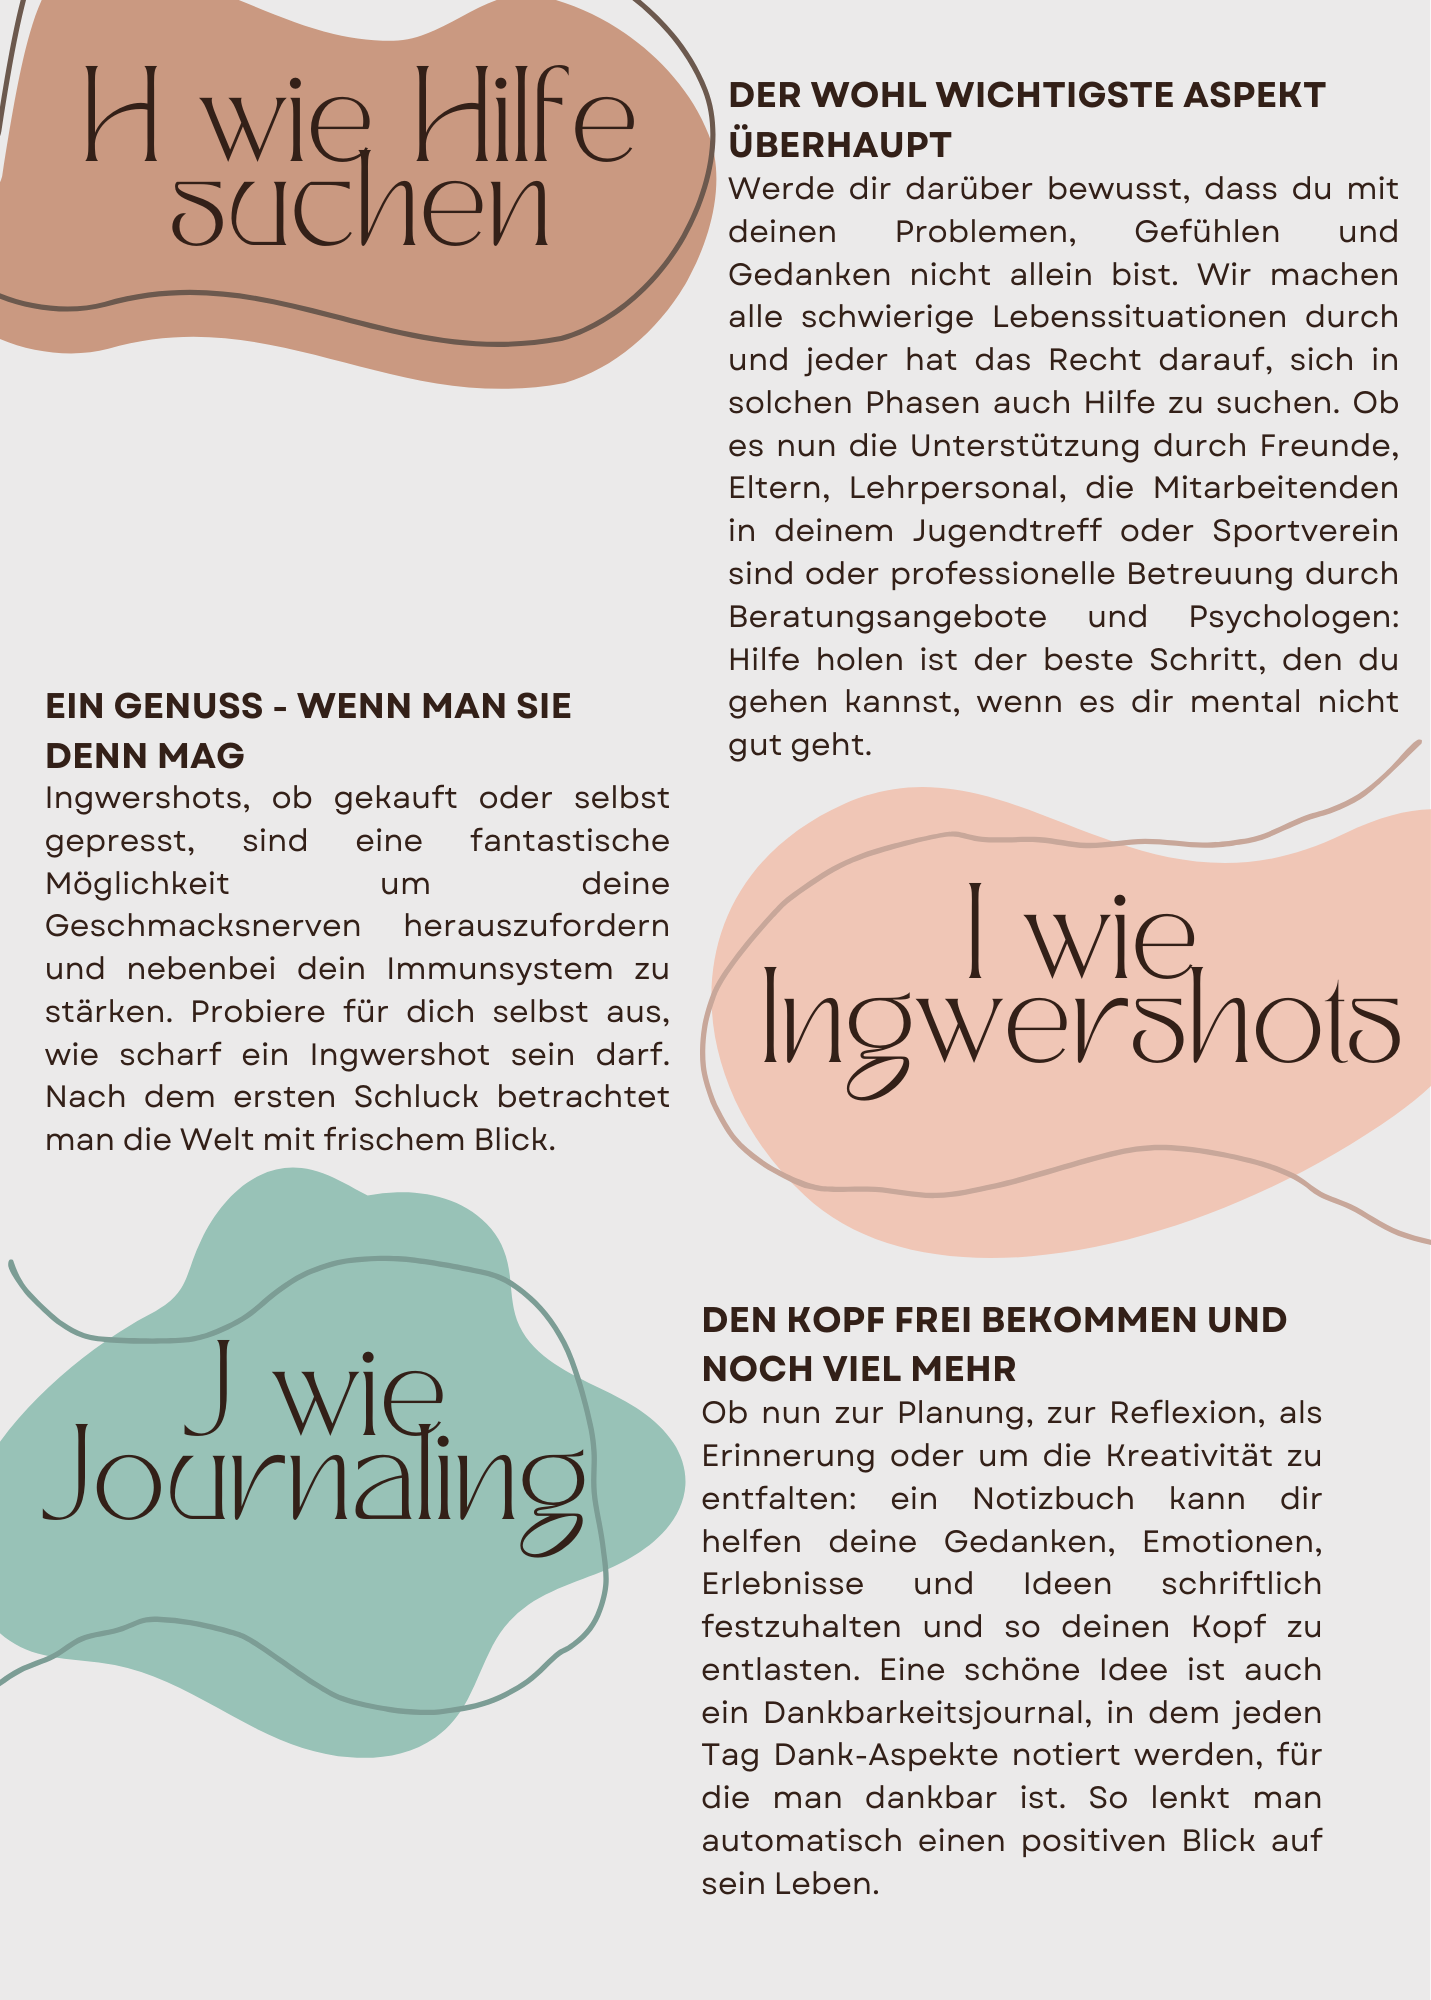 H wie Hilfe
suchen
DER WOHL WICHTIGSTE ASPEKT
ÜBERHAUPT
Werde dir darüber bewusst, dass du mit
deinen Problemen, Gefühlen und
Gedanken nicht allein bist. Wir machen
alle schwierige Lebenssituationen durch
und jeder hat das Recht darauf, sich in
solchen Phasen auch Hilfe zu suchen. Ob
es nun die Unterstützung durch Freunde,
Eltern, Lehrpersonal, die Mitarbeitenden
in deinem Jugendtreff oder Sportverein
sind oder professionelle Betreuung durch
Beratungsangebote und Psychologen:
Hilfe holen ist der beste Schritt, den du
gehen kannst, wenn es dir mental nicht
gut geht.
EIN GENUSS - WENN MAN SIE
DENN MAG
Ingwershots, ob gekauft oder selbst
gepresst, sind eine fantastische
Möglichkeit um deine
Geschmacksnerven herauszufordern
und nebenbei dein Immunsystem zu
stärken. Probiere für dich selbst aus,
wie scharf ein Ingwershot sein darf.
Nach dem ersten Schluck betrachtet
man die Welt mit frischem Blick.
I wie
Ingwershots
J wie
Journaling
DEN KOPF FREI BEKOMMEN UND
NOCH VIEL MEHR
Ob nun zur Planung, zur Reflexion, als
Erinnerung oder um die Kreativität zu
entfalten: ein Notizbuch kann dir
helfen deine Gedanken, Emotionen,
Erlebnisse und Ideen schriftlich
festzuhalten und so deinen Kopf zu
entlasten. Eine schöne Idee ist auch
ein Dankbarkeitsjournal, in dem jeden
Tag Dank-Aspekte notiert werden, für
die man dankbar ist. So lenkt man
automatisch einen positiven Blick auf
sein Leben.